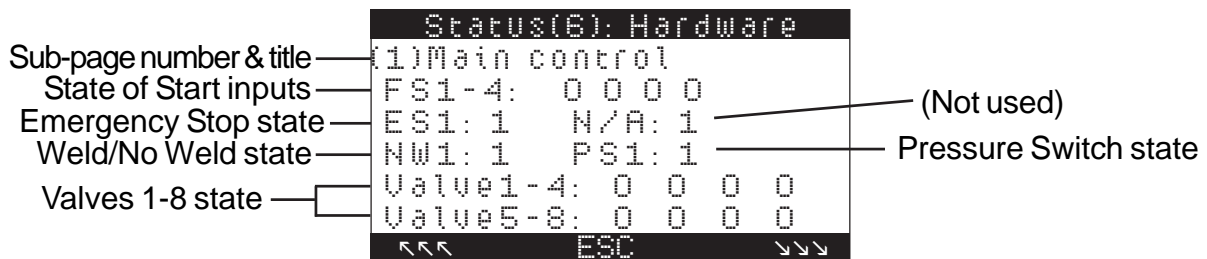 Status(6): Hardware
Sub-page number & title
(1)Main control
State of Start inputs
FS1-4: 0 0 0 0
Emergency Stop state
ES1: 1 N/A: 1
(Not used)
Weld/No Weld state
NW1: 1 PS1: 1
Pressure Switch state
Valves 1-8 state
Valve1-4: 0 0 0 0
Valve5-8: 0 0 0 0
↖↖↖ ESC ↘↘↘